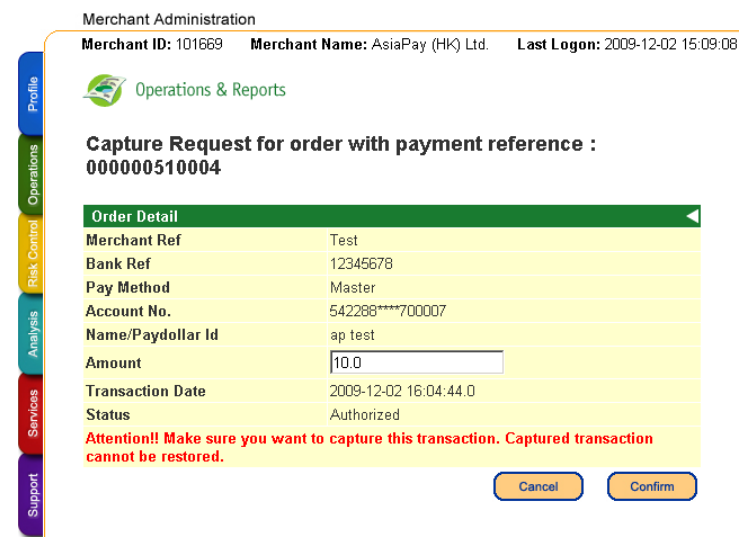 Merchant Administration
Merchant ID: 101669 Merchant Name: AsiaPay (HK) Ltd. Last Logon: 2009-12-02 15:09:08
Profile
Operations & Reports
Operations
Capture Request for order with payment reference :
000000510004
Risk Control
Order Detail
Merchant Ref Test
Bank Ref 12345678
Pay Method Master
Account No. 542288****700007
Name/Paydollar Id ap test
Amount 10.0
Transaction Date 2009-12-02 16:04:44.0
Status Authorized
Attention!! Make sure you want to capture this transaction. Captured transaction
cannot be restored.
Analysis
Services
Cancel Confirm
Support